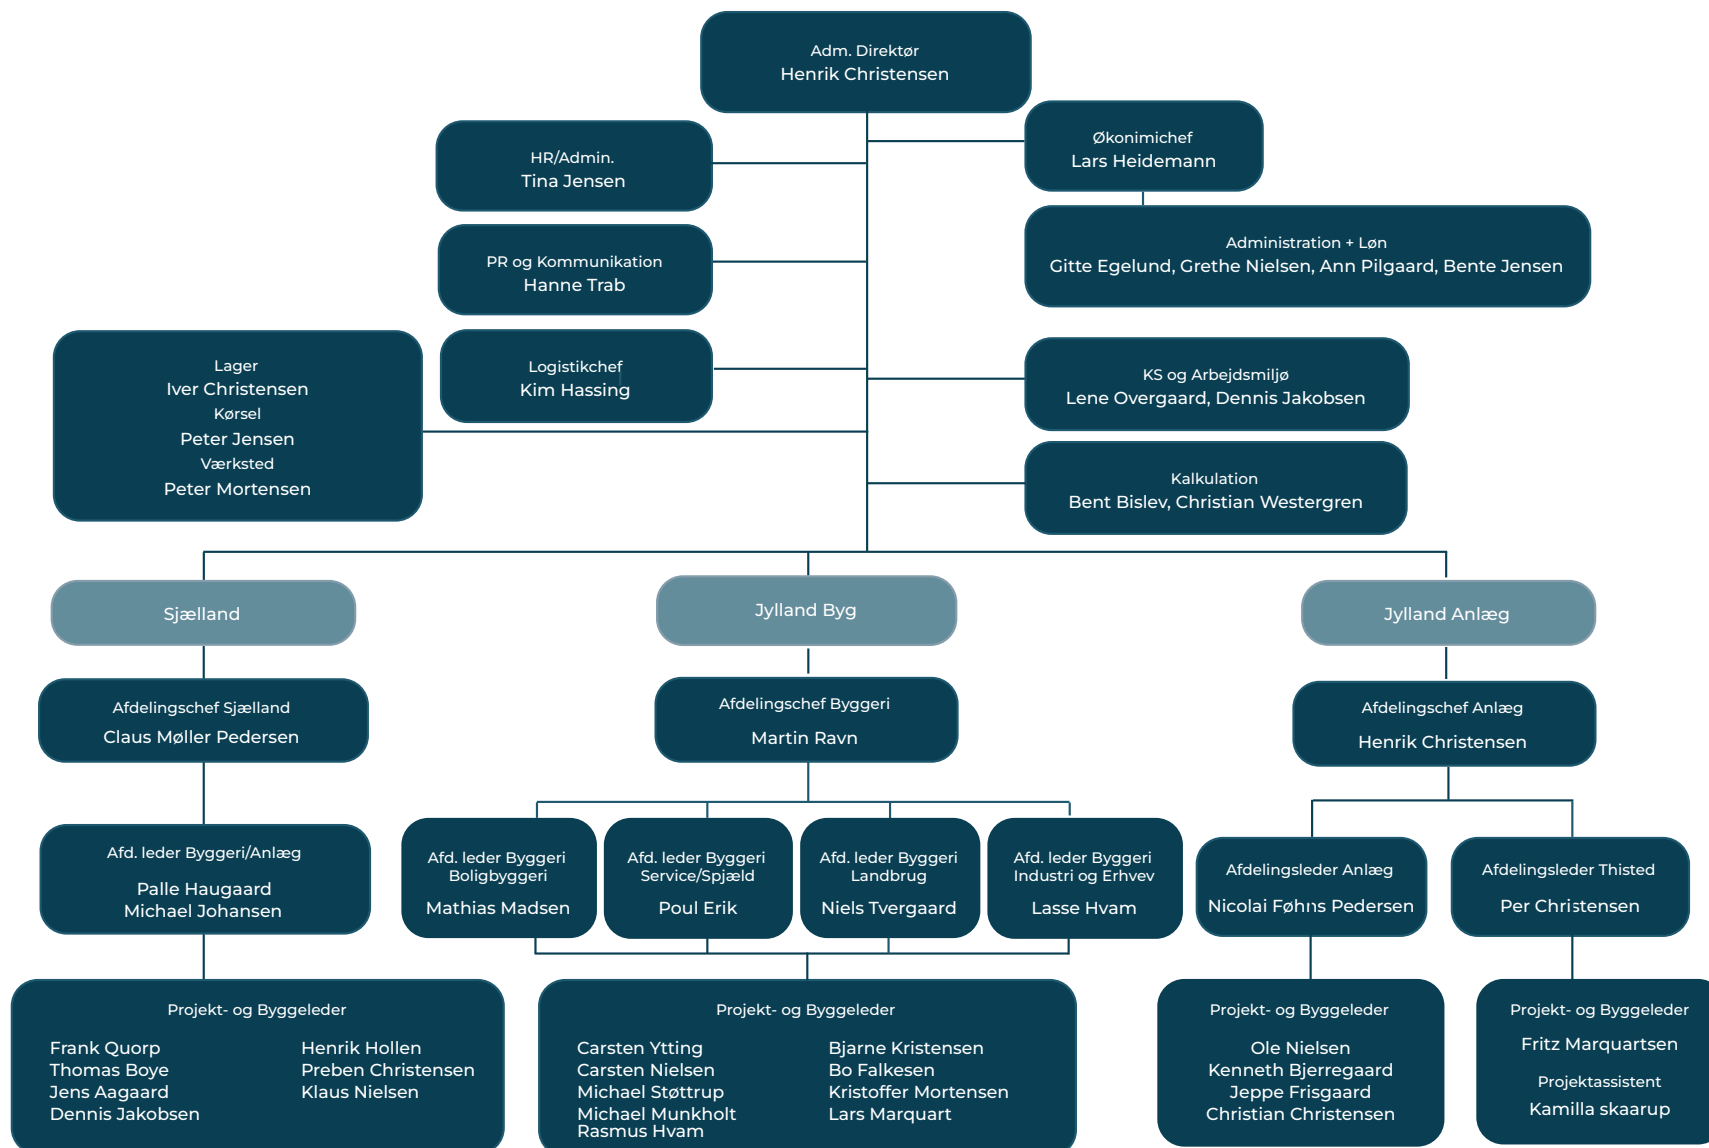 Adm. Direktør
Henrik Christensen
Økonimichef
Lars Heidemann
HR/Admin.
Tina Jensen
Administration + Løn
Gitte Egelund, Grethe Nielsen, Ann Pilgaard, Bente Jensen
PR og Kommunikation
Hanne Trab
Logistikchef
Kim Hassing
Lager
Iver Christensen
Kørsel
Peter Jensen
Værksted
Peter Mortensen
KS og Arbejdsmiljø
Lene Overgaard, Dennis Jakobsen
Kalkulation
Bent Bislev, Christian Westergren
Sjælland
Jylland Byg
Jylland Anlæg
Afdelingschef Sjælland
Claus Møller Pedersen
Afdelingschef Byggeri
Martin Ravn
Afdelingschef Anlæg
Henrik Christensen
Afd. leder Byggeri/Anlæg
Palle Haugaard
Michael Johansen
Afd. leder Byggeri
Boligbyggeri
Mathias Madsen
Afd. leder Byggeri
Service/Spjæld
Poul Erik
Afd. leder Byggeri
Landbrug
Niels Tvergaard
Afd. leder Byggeri
Industri og Erhvev
Lasse Hvam
Afdelingsleder Anlæg
Nicolai Føhns Pedersen
Afdelingsleder Thisted
Per Christensen
Projekt- og Byggeleder
Frank Quorp
Thomas Boye
Jens Aagaard
Dennis Jakobsen
Henrik Hollen
Preben Christensen
Klaus Nielsen
Projekt- og Byggeleder
Carsten Ytting
Carsten Nielsen
Michael Støttrup
Michael Munkholt
Rasmus Hvam
Bjarne Kristensen
Bo Falkesen
Kristoffer Mortensen
Lars Marquart
Projekt- og Byggeleder
Ole Nielsen
Kenneth Bjerregaard
Jeppe Frisgaard
Christian Christensen
Projekt- og Byggeleder
Fritz Marquartsen
Projektassistent
Kamilla skaarup